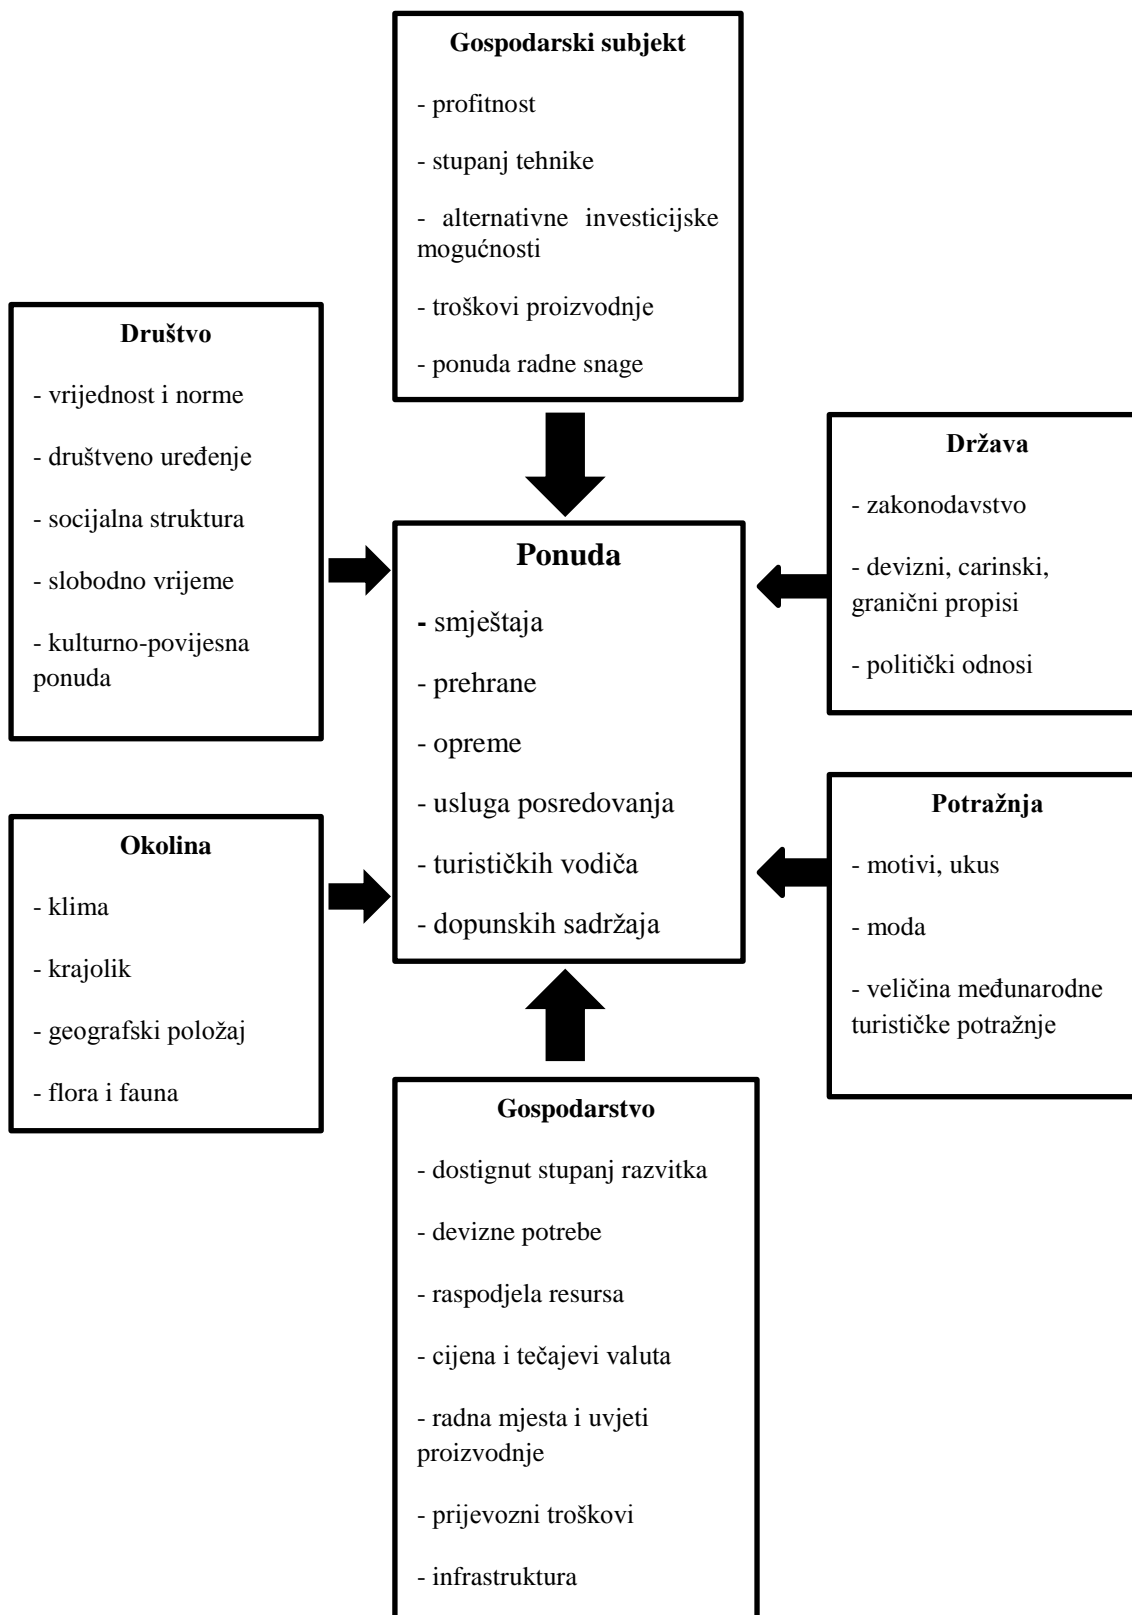 Gospodarski subjekt
- profitnost
- stupanj tehnike
- alternativne investicijske
mogućnosti
- troškovi proizvodnje
- ponuda radne snage
Društvo
- vrijednost i norme
- društveno uređenje
- socijalna struktura
- slobodno vrijeme
- kulturno-povijesna
ponuda
Država
- zakonodavstvo
- devizni, carinski,
granični propisi
- politički odnosi
Ponuda
- smještaja
- prehrane
- opreme
- usluga posredovanja
- turističkih vodiča
- dopunskih sadržaja
Okolina
- klima
- krajolik
- geografski položaj
- flora i fauna
Potražnja
- motivi, ukus
- moda
- veličina međunarodne
turističke potražnje
Gospodarstvo
- dostignut stupanj razvitka
- devizne potrebe
- raspodjela resursa
- cijena i tečajevi valuta
- radna mjesta i uvjeti
proizvodnje
- prijevozni troškovi
- infrastruktura